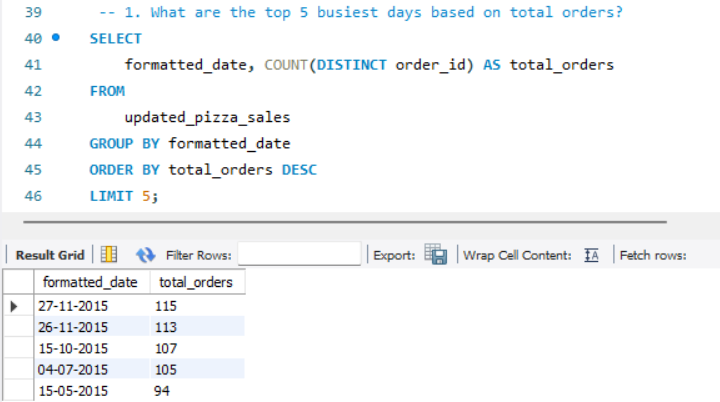 39 -- 1. What are the top 5 busiest days based on total orders?
40 SELECT
41 formatted_date, COUNT(DISTINCT order_id) AS total_orders
42 FROM
43 updated_pizza_sales
44 GROUP BY formatted_date
45 ORDER BY total_orders DESC
46 LIMIT 5;
Result Grid Filter Rows: Export: Wrap Cell Content: Fetch rows:
formatted_date total_orders
27-11-2015 115
26-11-2015 113
15-10-2015 107
04-07-2015 105
15-05-2015 94